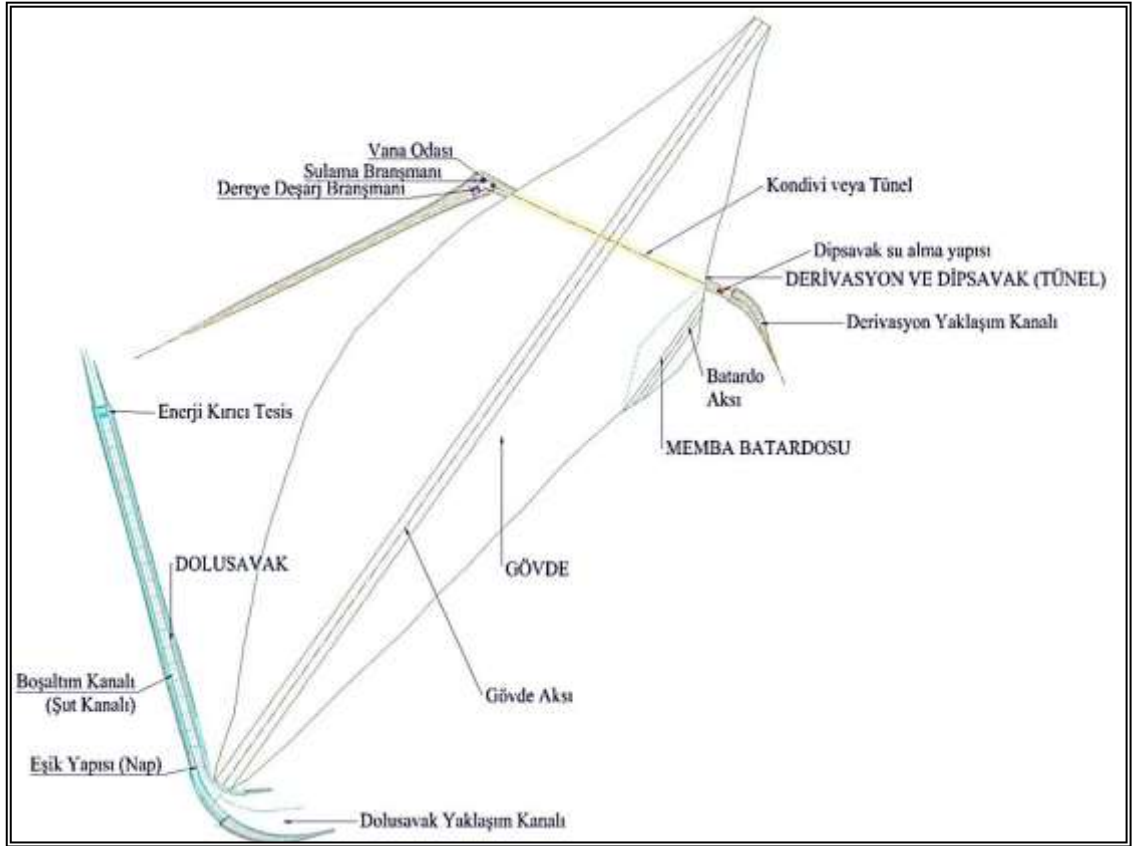 Vana Odası
Sulama Branşmanı
Dereye Deşarj Branşmanı
Kondivi veya Tünel
Dipsavak su alma yapısı
DERİVASYON VE DİPSAVAK (TÜNEL)
Derivasyon Yaklaşım Kanalı
Batardo
Aksı
Enerji Kırıcı Tesis
MEMBA BATARDOSU
DOLUSAVAK
GÖVDE
Boşaltım Kanalı
(Şut Kanalı)
Gövde Aksı
Eşik Yapısı (Nap)
Dolusavak Yaklaşım Kanalı